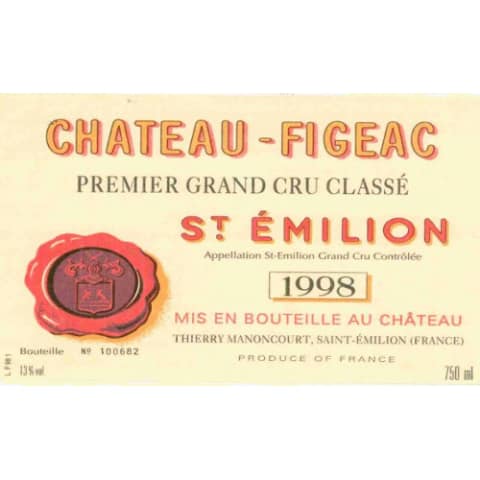 CHATEAU-FIGEAC
PREMIER GRAND CRU CLASSÉ
ST ÉMILION
Appellation St-Emilion Grand Cru Contrôlée
1998
MIS EN BOUTEILLE AU CHÂTEAU
THIERRY MANONCOURT, SAINT-ÉMILION (FRANCE)
Bouteille No 100682
PRODUCE OF FRANCE
13% vol
750 ml